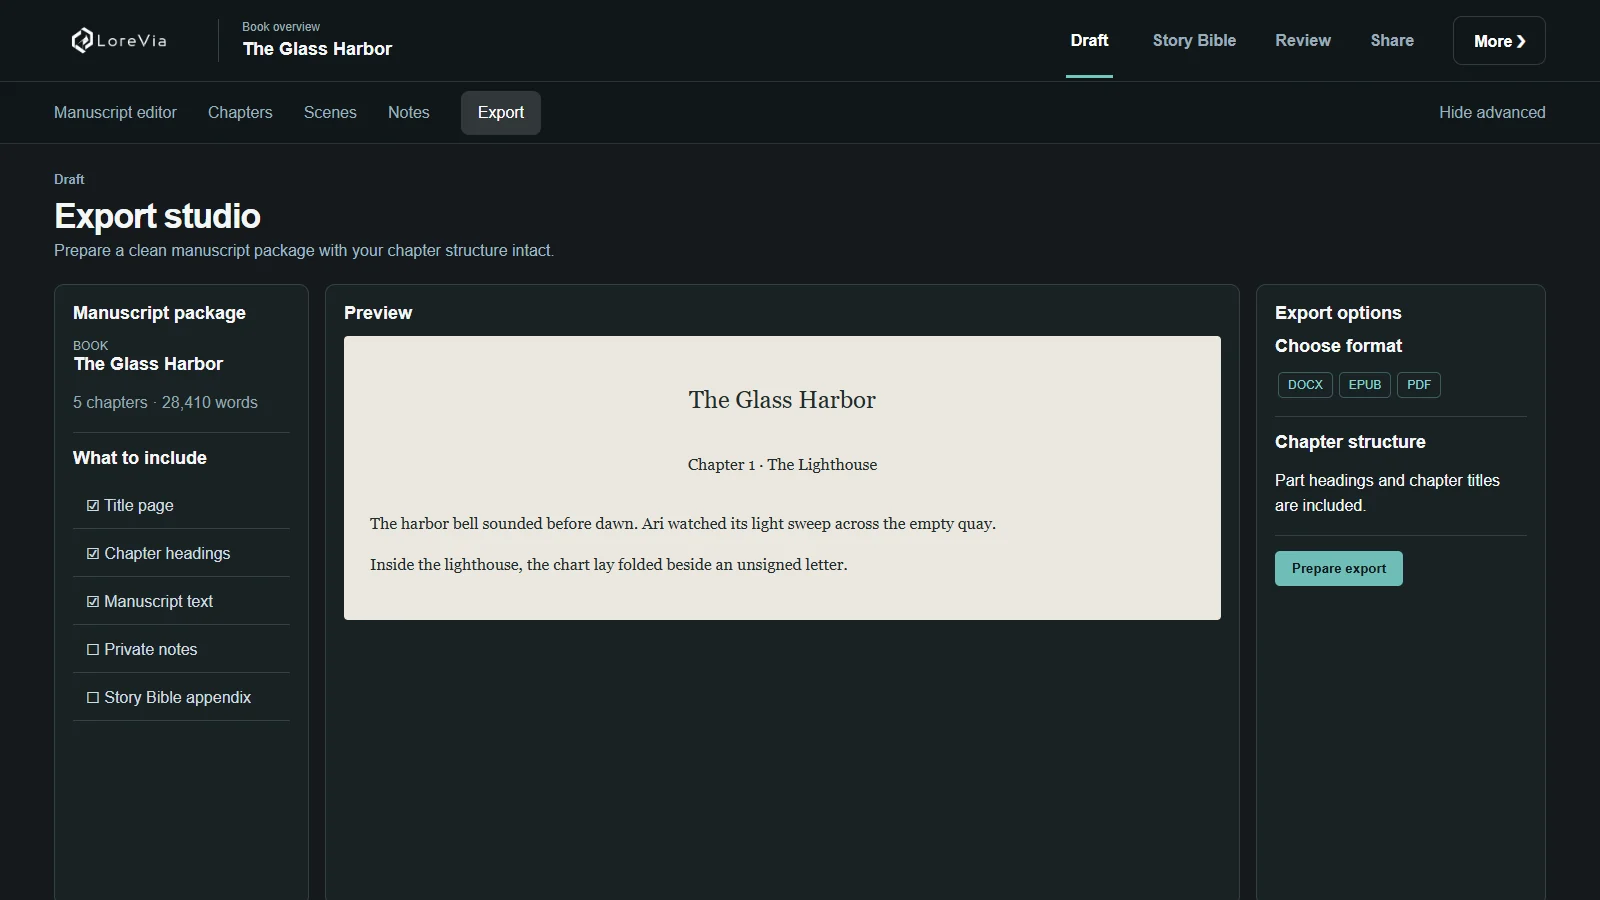 LoreVia
Book overview
The Glass Harbor
Draft
Story Bible
Review
Share
More ❯
Manuscript editor
Chapters
Scenes
Notes
Export
Hide advanced
Draft
Export studio
Prepare a clean manuscript package with your chapter structure intact.
Manuscript package
BOOK
The Glass Harbor
5 chapters · 28,410 words
What to include
☑ Title page
☑ Chapter headings
☑ Manuscript text
☐ Private notes
☐ Story Bible appendix
Preview
The Glass Harbor
Chapter 1 · The Lighthouse
The harbor bell sounded before dawn. Ari watched its light sweep across the empty quay.
Inside the lighthouse, the chart lay folded beside an unsigned letter.
Export options
Choose format
DOCX
EPUB
PDF
Chapter structure
Part headings and chapter titles
are included.
Prepare export